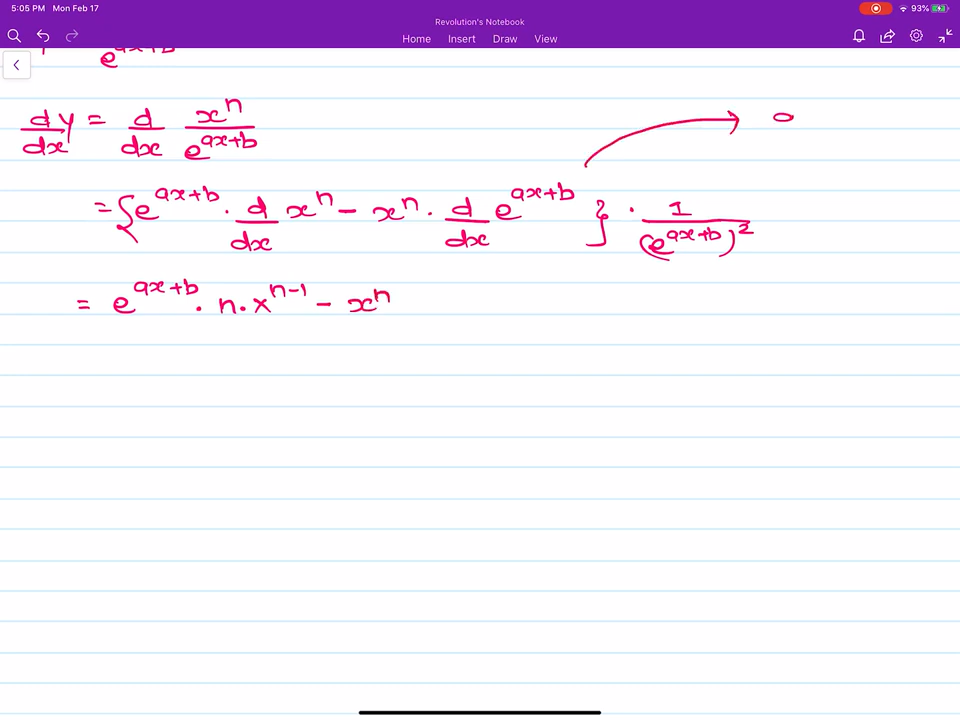 5:05 PM Mon Feb 17 93%
Revolution's Notebook
Home Insert Draw View
e^{ax+b}
dy/dx = d/dx x^n/e^{ax+b}
= {e^{ax+b} · d/dx x^n - x^n · d/dx e^{ax+b}} · 1/(e^{ax+b})^2
= e^{ax+b} · n · x^{n-1} - x^n